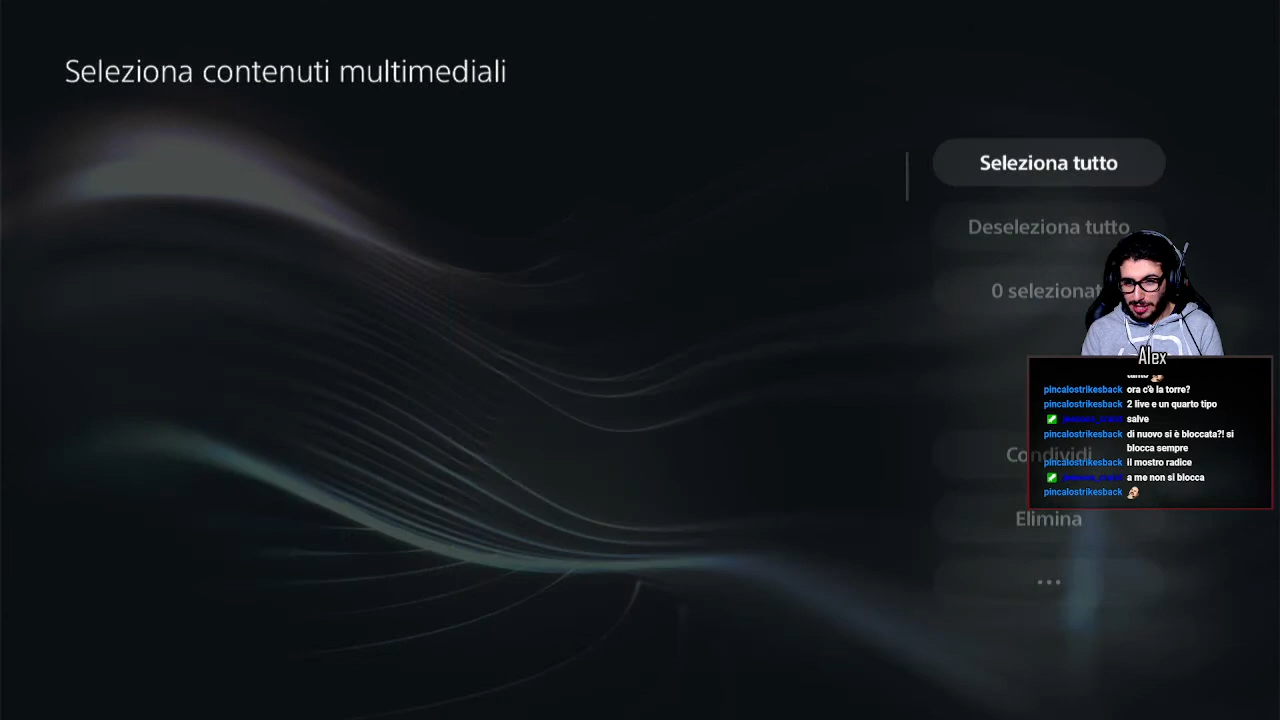 Seleziona contenuti multimediali
Seleziona tutto
Deseleziona tutto
0 selezionat
Alex
pincalostrikesback ora c'è la torre?
pincalostrikesback 2 live e un quarto tipo
salve
pincalostrikesback di nuovo si è bloccata?! si
blocca sempre
pincalostrikesback il mostro radice
a me non si blocca
pincalostrikesback
Condividi
Elimina
...